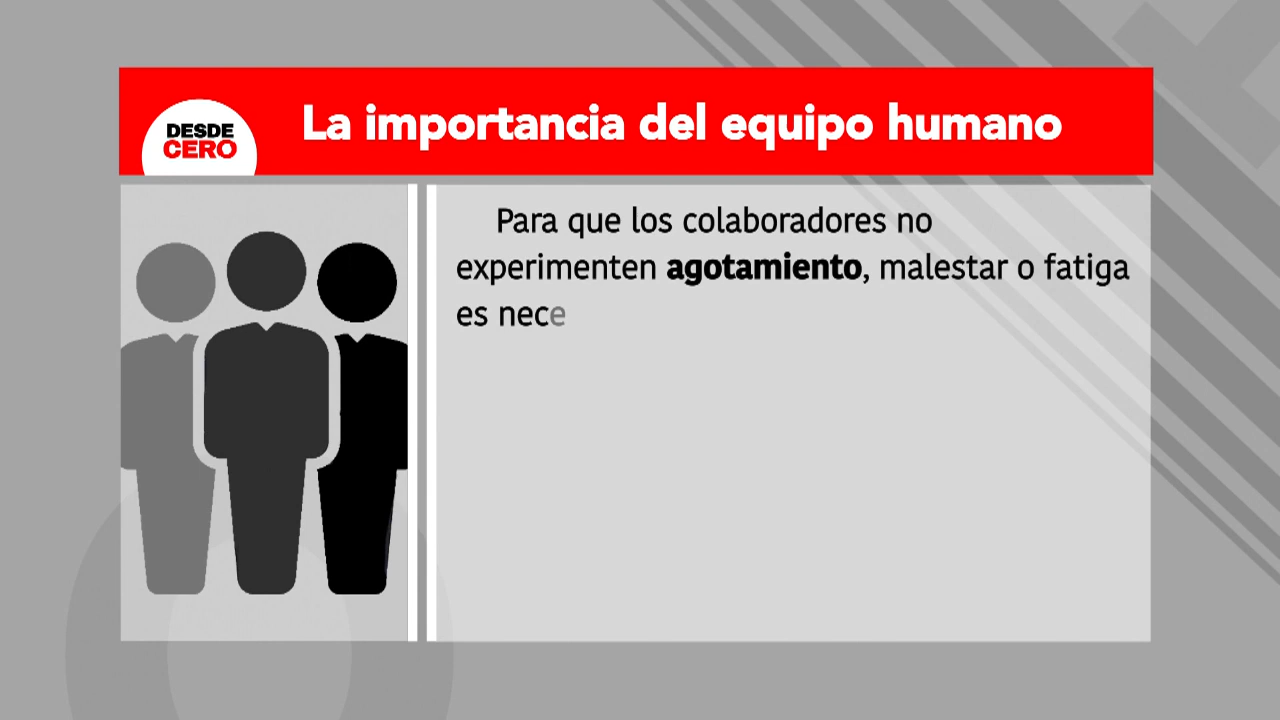 DESDE
CERO
La importancia del equipo humano
Para que los colaboradores no
experimenten agotamiento, malestar o fatiga
es nece